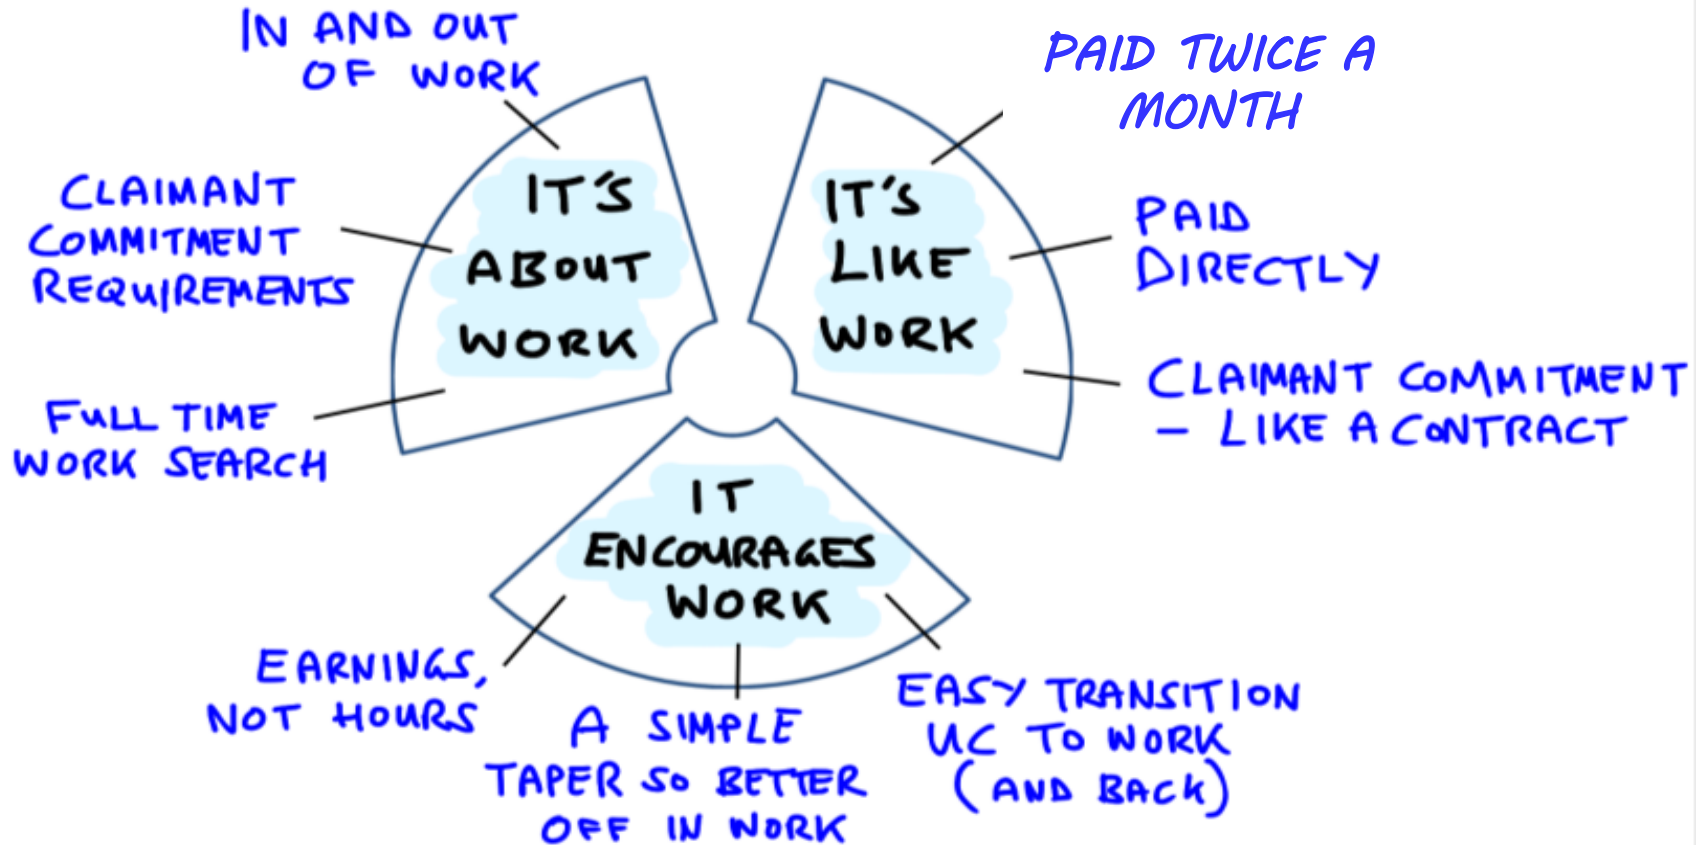 IN AND OUT
OF WORK
CLAIMANT
COMMITMENT
REQUIREMENTS
FULL TIME
WORK SEARCH
IT'S
ABOUT
WORK
PAID TWICE A
MONTH
PAID
DIRECTLY
CLAIMANT COMMITMENT
- LIKE A CONTRACT
IT'S
LIKE
WORK
IT
ENCOURAGES
WORK
EARNINGS,
NOT HOURS
A SIMPLE
TAPER SO BETTER
OFF IN WORK
EASY TRANSITION
UC TO WORK
(AND BACK)